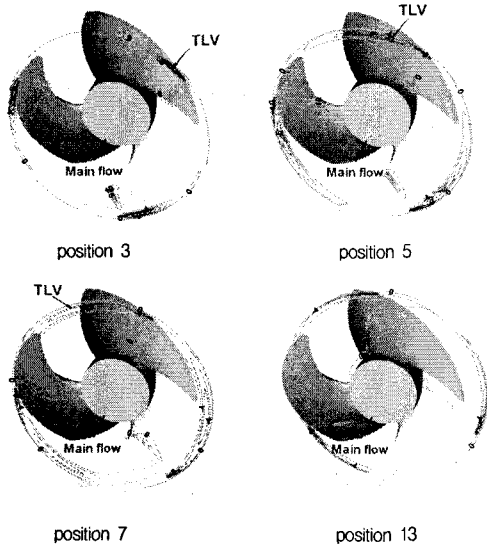 TLV
TLV
Main flow
Main flow
position 3
position 5
TLV
Main flow
Main flow
position 7
position 13